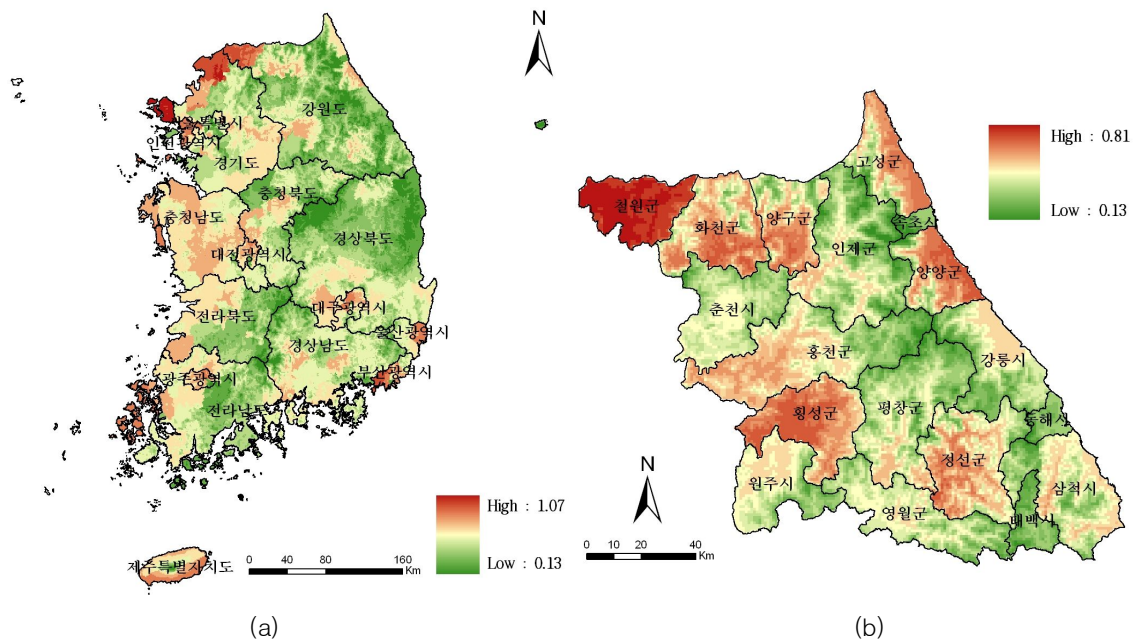 N
강원도
인천광역시
경기도
충청북도
충청남도
경상북도
대전광역시
대구광역시
전라북도
울산광역시
경상남도
부산광역시
광주광역시
전라남도
제주특별자치도
High : 1.07
Low : 0.13
0 40 80 160
Km
(a)
고성군
철원군
화천군
양구군
속초시
인제군
양양군
춘천시
홍천군
강릉시
횡성군
평창군
동해시
정선군
원주시
삼척시
영월군
태백시
High : 0.81
Low : 0.13
N
0 10 20 40
Km
(b)